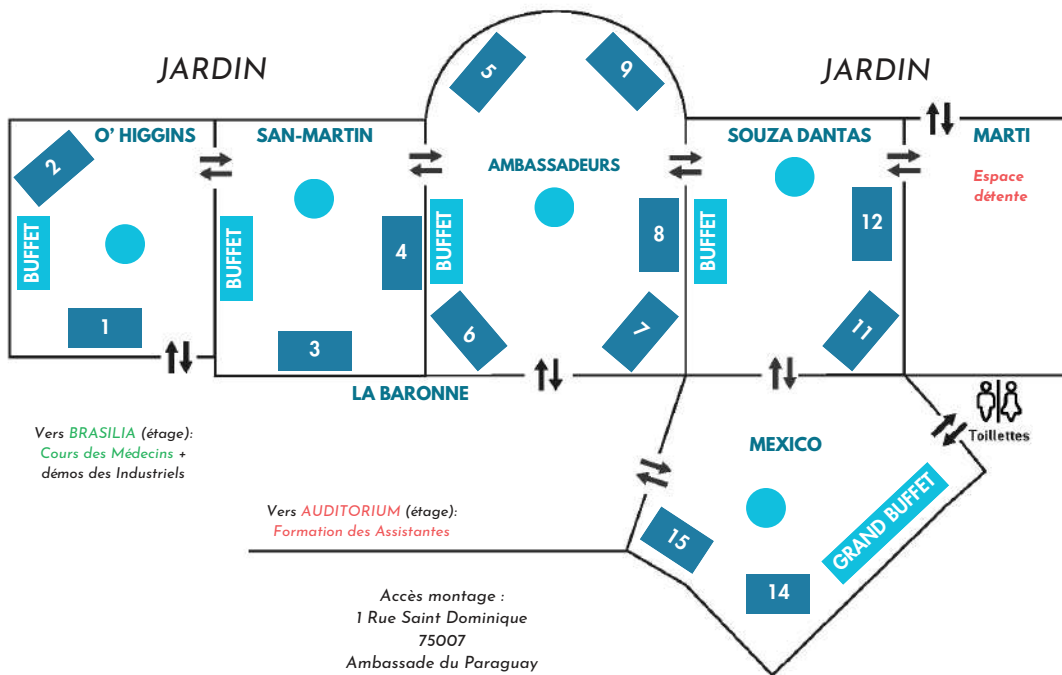 JARDIN
JARDIN
5
9
O' HIGGINS
SAN-MARTIN
SOUZA DANTAS
MARTI
2
AMBASSADEURS
Espace
détente
BUFFET
BUFFET
4
BUFFET
8
BUFFET
12
1
3
6
7
11
LA BARONNE
Toillettes
Vers BRASILIA (étage):
Cours des Médecins +
démos des Industriels
MEXICO
Vers AUDITORIUM (étage):
Formation des Assistantes
GRAND BUFFET
15
14
Accès montage :
1 Rue Saint Dominique
75007
Ambassade du Paraguay